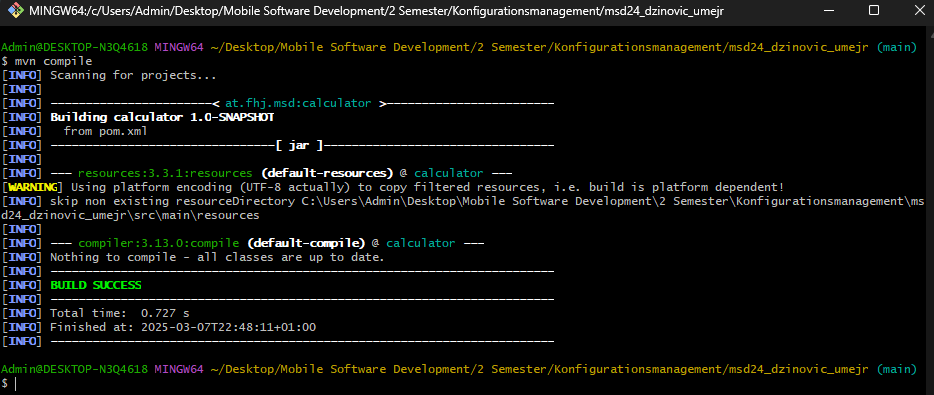 MINGW64:/c/Users/Admin/Desktop/Mobile Software Development/2 Semester/Konfigurationsmanagement/msd24_dzinovic_umejr
Admin@DESKTOP-N3Q4618 MINGW64 ~/Desktop/Mobile Software Development/2 Semester/Konfigurationsmanagement/msd24_dzinovic_umejr (main)
$ mvn compile
[INFO] Scanning for projects...
[INFO]
[INFO] ----------------------< at.fhj.msd:calculator >-----------------------
[INFO] Building calculator 1.0-SNAPSHOT
[INFO]   from pom.xml
[INFO] --------------------------------[ jar ]---------------------------------
[INFO]
[INFO] --- resources:3.3.1:resources (default-resources) @ calculator ---
[WARNING] Using platform encoding (UTF-8 actually) to copy filtered resources, i.e. build is platform dependent!
[INFO] skip non existing resourceDirectory C:\Users\Admin\Desktop\Mobile Software Development\2 Semester\Konfigurationsmanagement\ms
d24_dzinovic_umejr\src\main\resources
[INFO]
[INFO] --- compiler:3.13.0:compile (default-compile) @ calculator ---
[INFO] Nothing to compile - all classes are up to date.
[INFO] ------------------------------------------------------------------------
[INFO] BUILD SUCCESS
[INFO] ------------------------------------------------------------------------
[INFO] Total time:  0.727 s
[INFO] Finished at: 2025-03-07T22:48:11+01:00
[INFO] ------------------------------------------------------------------------
Admin@DESKTOP-N3Q4618 MINGW64 ~/Desktop/Mobile Software Development/2 Semester/Konfigurationsmanagement/msd24_dzinovic_umejr (main)
$